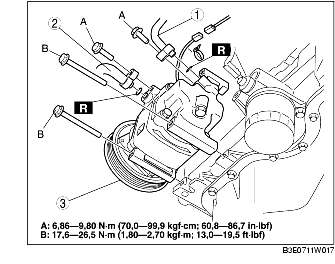 A
1
A
2
B
R
R
B
3
A: 6,86–9,80 N·m (70,0–99,9 kgf·cm; 60,8–86,7 in·lbf)
B: 17,6–26,5 N·m (1,80–2,70 kgf·m; 13,0–19,5 ft·lbf)
B3E0711W017